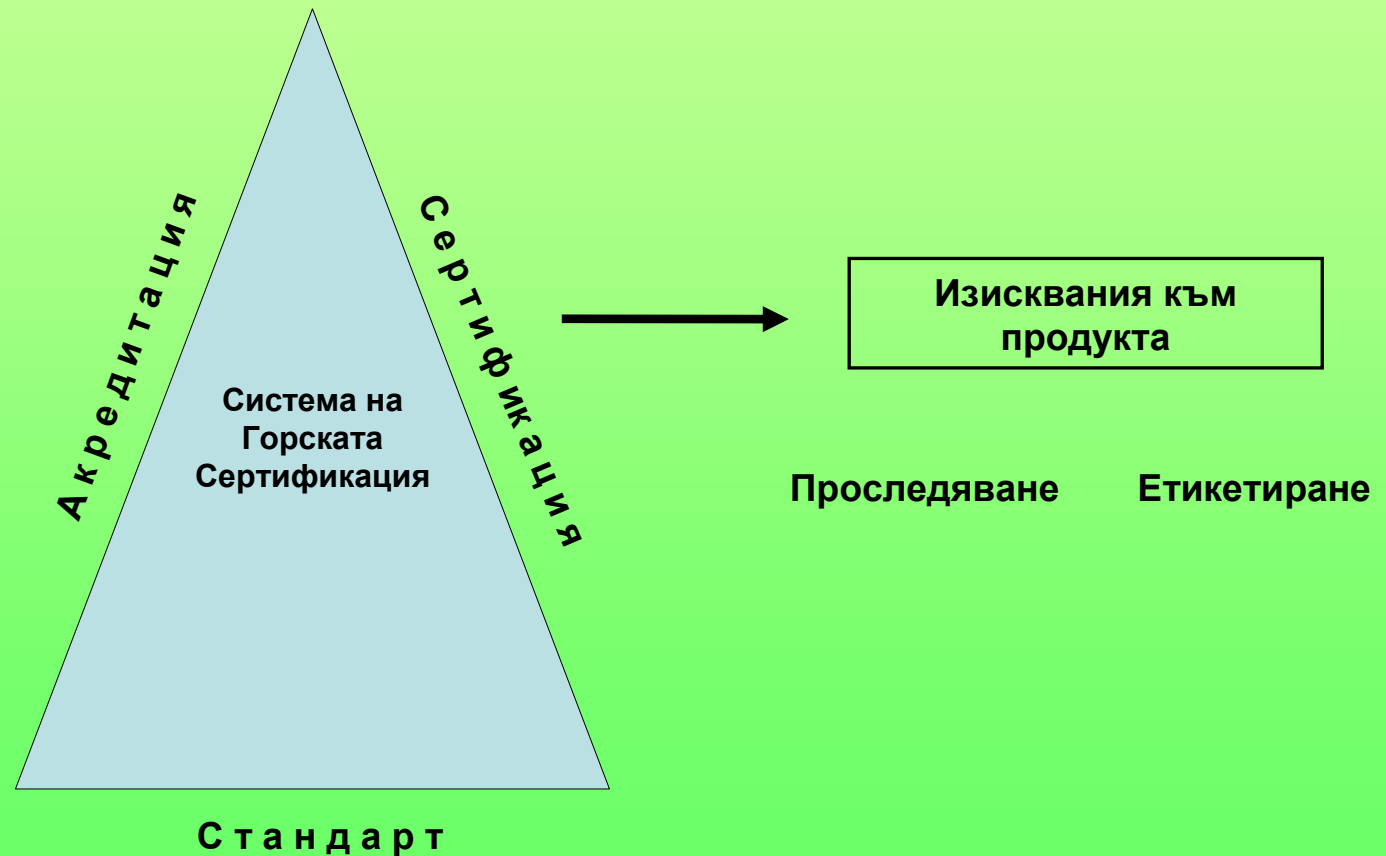 Акредитация
Сертификация
Система на
Горската
Сертификация
Стандарт
Изисквания към
продукта
Проследяване Етикетиране